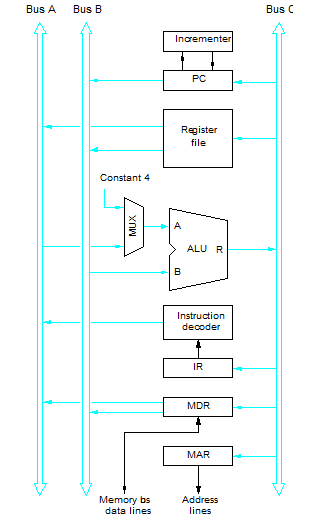 Bus A
Bus B
Bus C
Incrementer
PC
Register
file
Constant 4
MUX
A
ALU
R
B
Instruction
decoder
IR
MDR
MAR
Memory bs
data lines
Address
lines